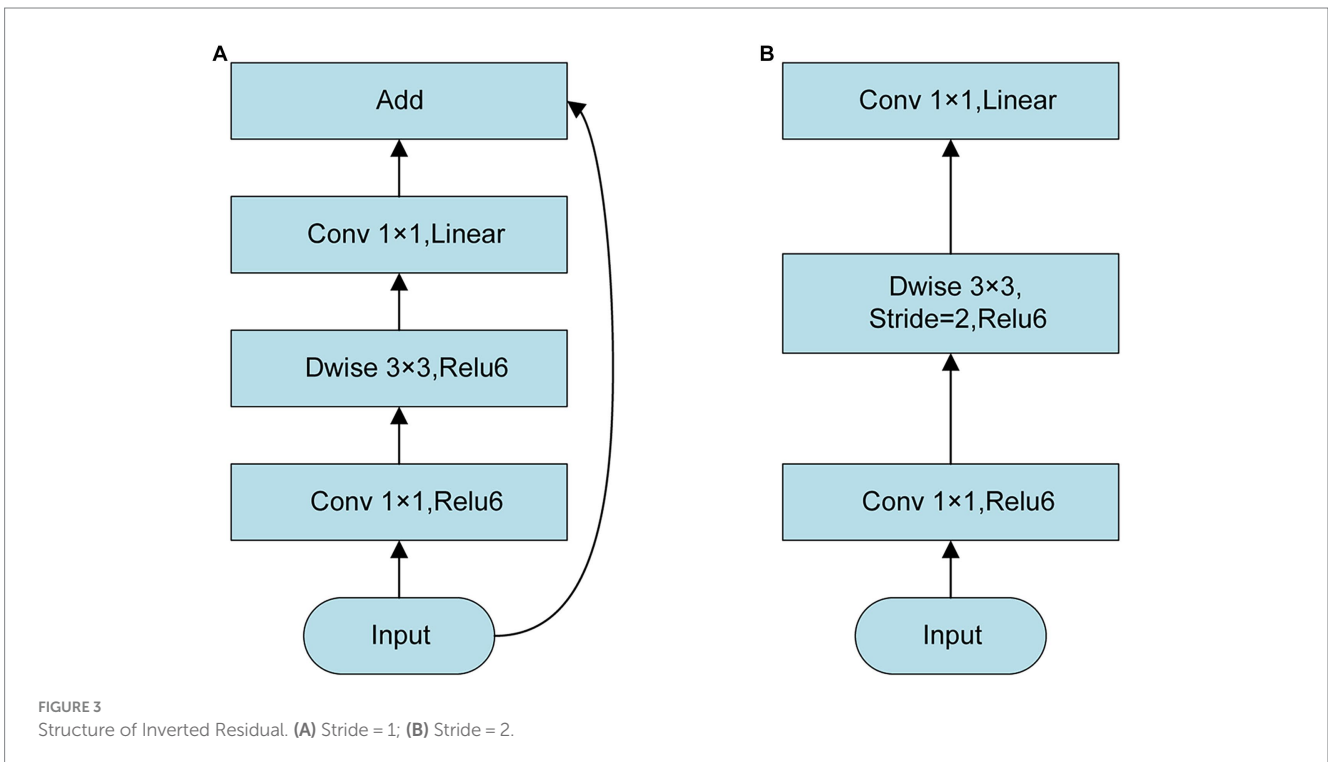 A
Add
Conv 1×1,Linear
Dwise 3×3,Relu6
Conv 1×1,Relu6
Input
B
Conv 1×1,Linear
Dwise 3×3,
Stride=2,Relu6
Conv 1×1,Relu6
Input
FIGURE 3
Structure of Inverted Residual. (A) Stride = 1; (B) Stride = 2.